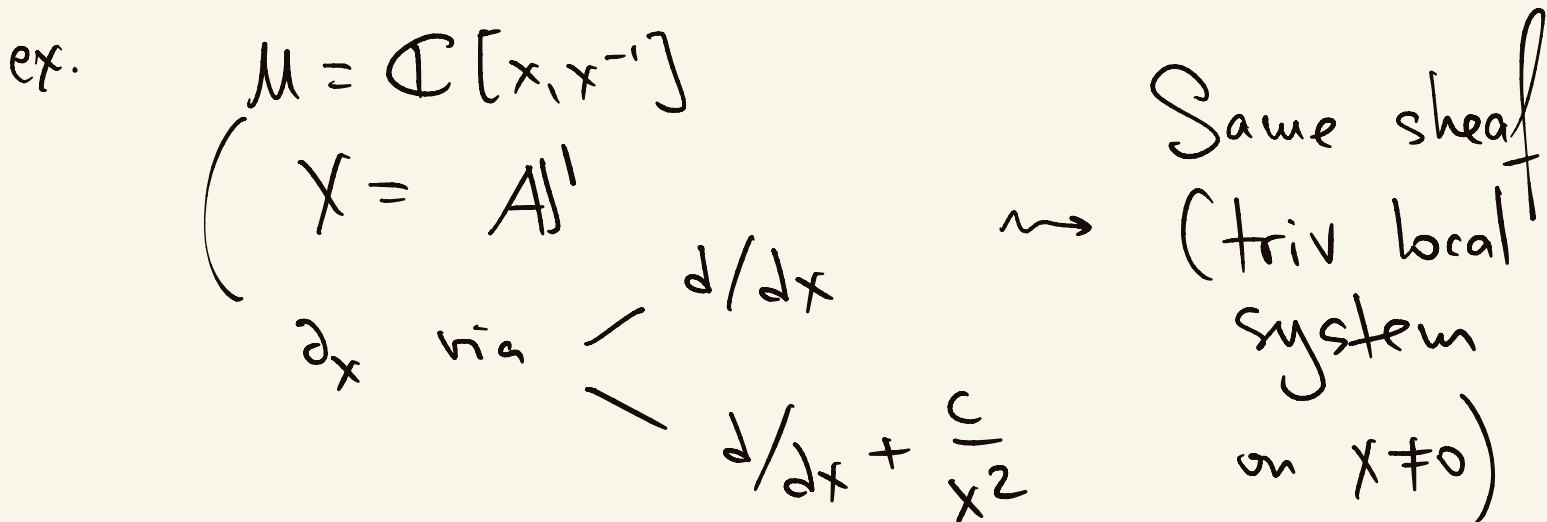 ex. M = ℂ[x, x⁻¹]
X = 𝔸¹
∂ₓ via d/dx
d/dx + c/x²
⇝ Same sheaf
(triv local
system
on x ≠ 0)